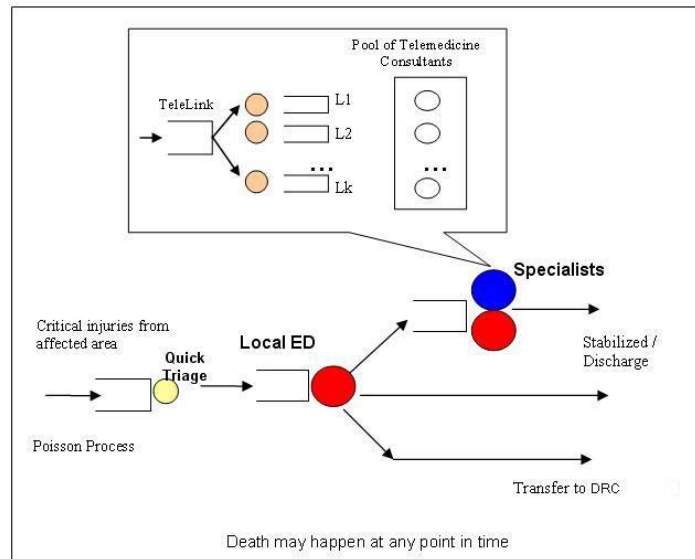 Pool of Telemedicine
Consultants
TeleLink
L1
L2
...
...
Lk
Specialists
Critical injuries from
affected area
Local ED
Quick
Triage
Stabilized /
Discharge
Poisson Process
Transfer to DRC
Death may happen at any point in time